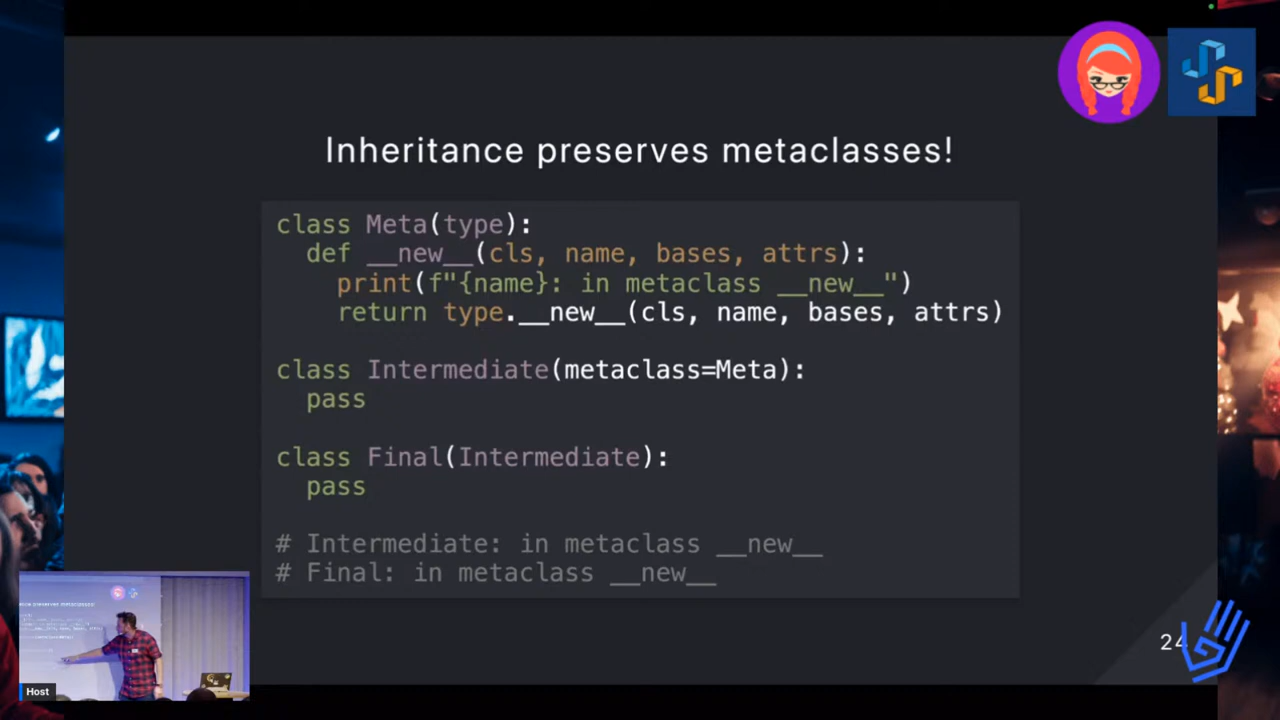 Inheritance preserves metaclasses!
class Meta(type):
  def __new__(cls, name, bases, attrs):
    print(f"{name}: in metaclass __new__")
    return type.__new__(cls, name, bases, attrs)
class Intermediate(metaclass=Meta):
  pass
class Final(Intermediate):
  pass
# Intermediate: in metaclass __new__
# Final: in metaclass __new__
24
Host